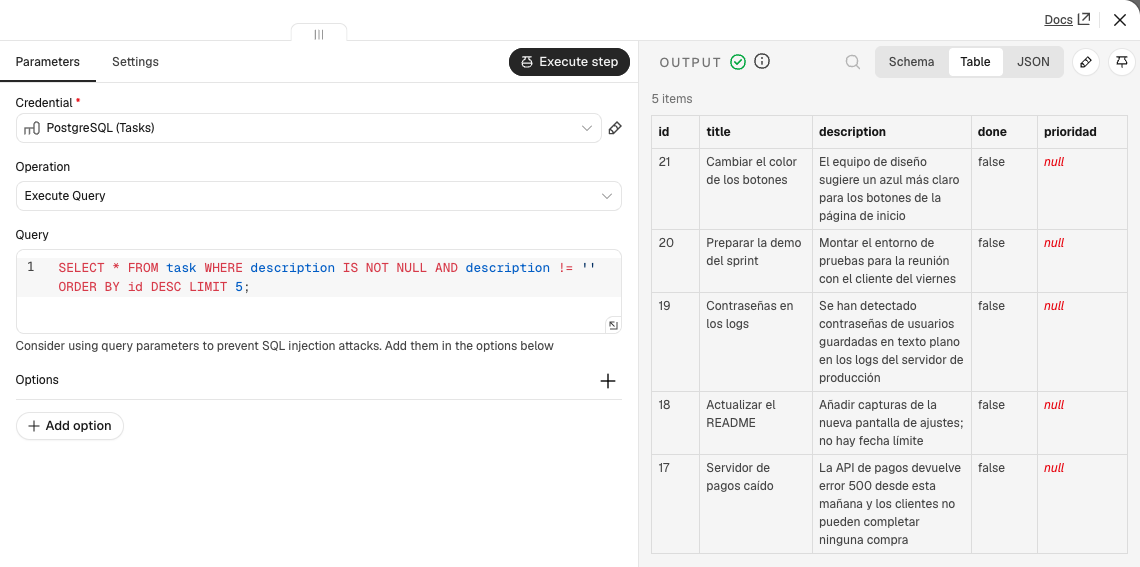 Docs
Parameters
Settings
Execute step
Credential *
PostgreSQL (Tasks)
Operation
Execute Query
Query
1 SELECT * FROM task WHERE description IS NOT NULL AND description != ''
ORDER BY id DESC LIMIT 5;
Consider using query parameters to prevent SQL injection attacks. Add them in the options below
Options
Add option
OUTPUT
Schema
Table
JSON
5 items
id title description done prioridad
21 Cambiar el color El equipo de diseño false null
de los botones sugiere un azul más claro
para los botones de la
página de inicio
20 Preparar la demo Montar el entorno de false null
del sprint pruebas para la reunión
con el cliente del viernes
19 Contraseñas en Se han detectado false null
los logs contraseñas de usuarios
guardadas en texto plano
en los logs del servidor de
producción
18 Actualizar el Añadir capturas de la false null
README nueva pantalla de ajustes;
no hay fecha límite
17 Servidor de La API de pagos devuelve false null
pagos caído error 500 desde esta
mañana y los clientes no
pueden completar
ninguna compra